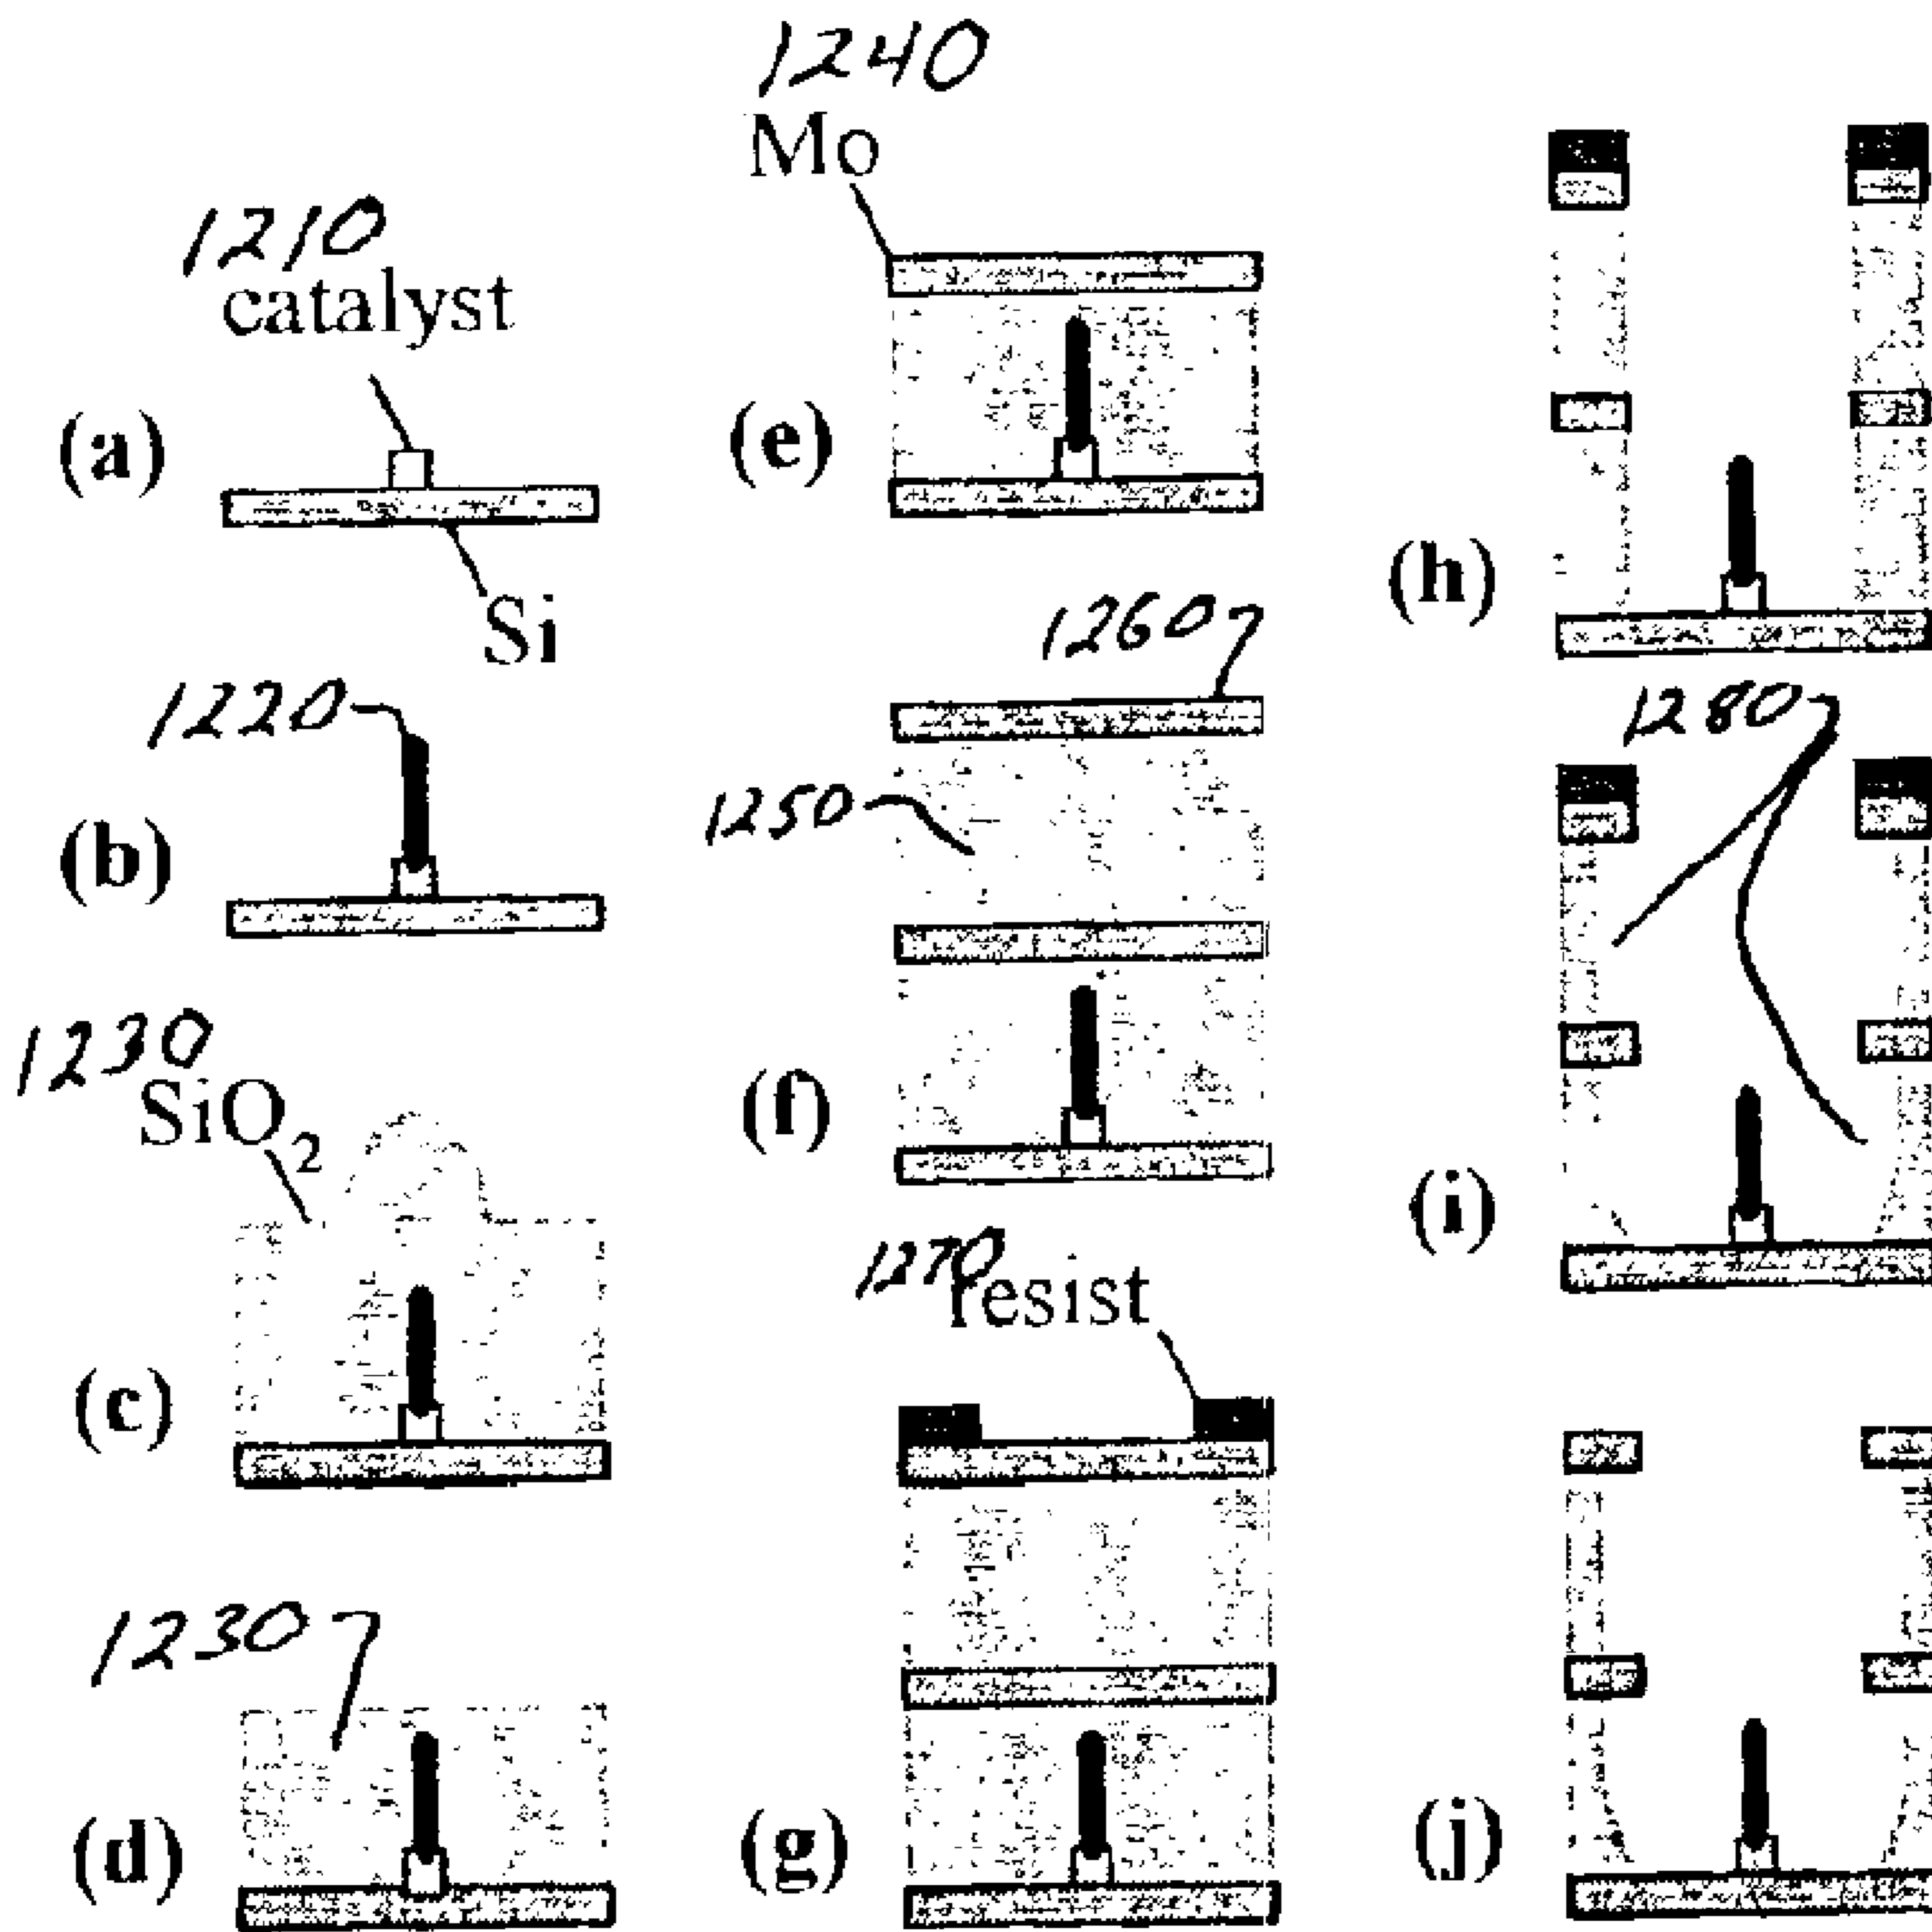 1210
catalyst
(a)
Si
1220
(b)
1230
SiO₂
(c)
1230
(d)
1240
Mo
(e)
1260
1250
(f)
1270
resist
(g)
(h)
1280
(i)
(j)